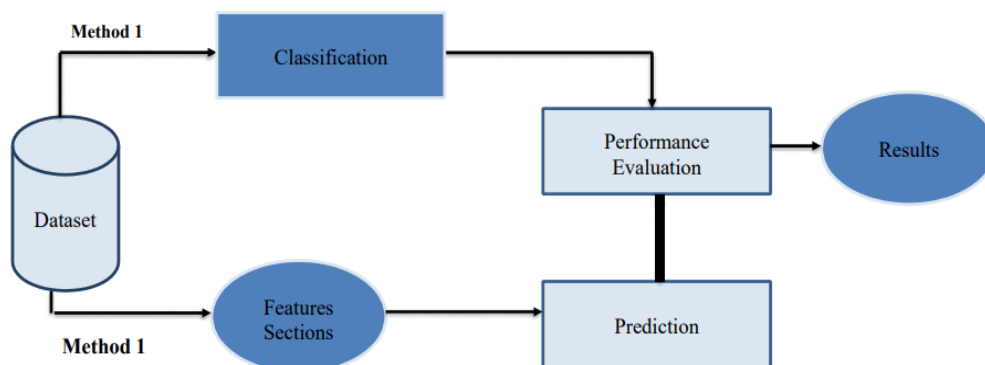 Method 1
Classification
Performance
Evaluation
Results
Dataset
Features
Sections
Prediction
Method 1